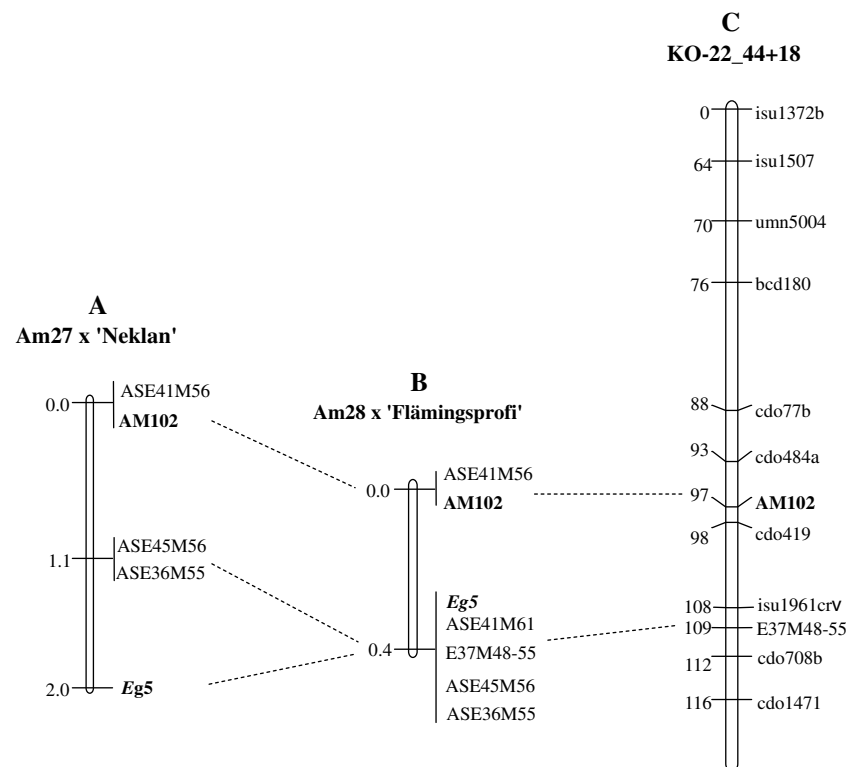 A
Am27 x 'Neklan'
0.0
ASE41M56
AM102
1.1
ASE45M56
ASE36M55
2.0
Eg5
B
Am28 x 'Flämingsprofi'
0.0
ASE41M56
AM102
Eg5
ASE41M61
0.4
E37M48-55
ASE45M56
ASE36M55
C
KO-22_44+18
0 isu1372b
64 isu1507
70 umn5004
76 bcd180
88 cdo77b
93 cdo484a
97 AM102
98 cdo419
108 isu1961crv
109 E37M48-55
112 cdo708b
116 cdo1471